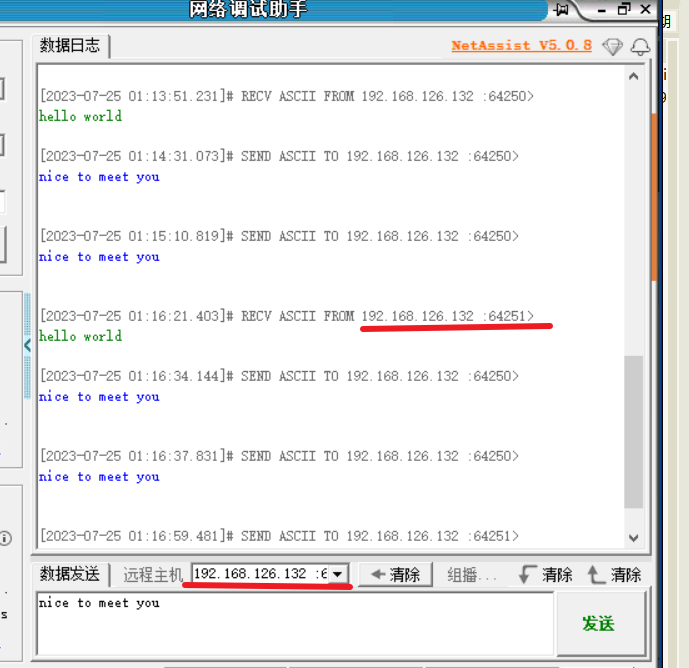 网络调试助手
数据日志
NetAssist V5.0.8
[2023-07-25 01:13:51.231]# RECV ASCII FROM 192.168.126.132 :64250>
hello world
[2023-07-25 01:14:31.073]# SEND ASCII TO 192.168.126.132 :64250>
nice to meet you
[2023-07-25 01:15:10.819]# SEND ASCII TO 192.168.126.132 :64250>
nice to meet you
[2023-07-25 01:16:21.403]# RECV ASCII FROM 192.168.126.132 :64251>
hello world
[2023-07-25 01:16:34.144]# SEND ASCII TO 192.168.126.132 :64250>
nice to meet you
[2023-07-25 01:16:37.831]# SEND ASCII TO 192.168.126.132 :64250>
nice to meet you
[2023-07-25 01:16:59.481]# SEND ASCII TO 192.168.126.132 :64251>
数据发送 远程主机 192.168.126.132 :6 清除 组播... 清除 清除
nice to meet you
发送